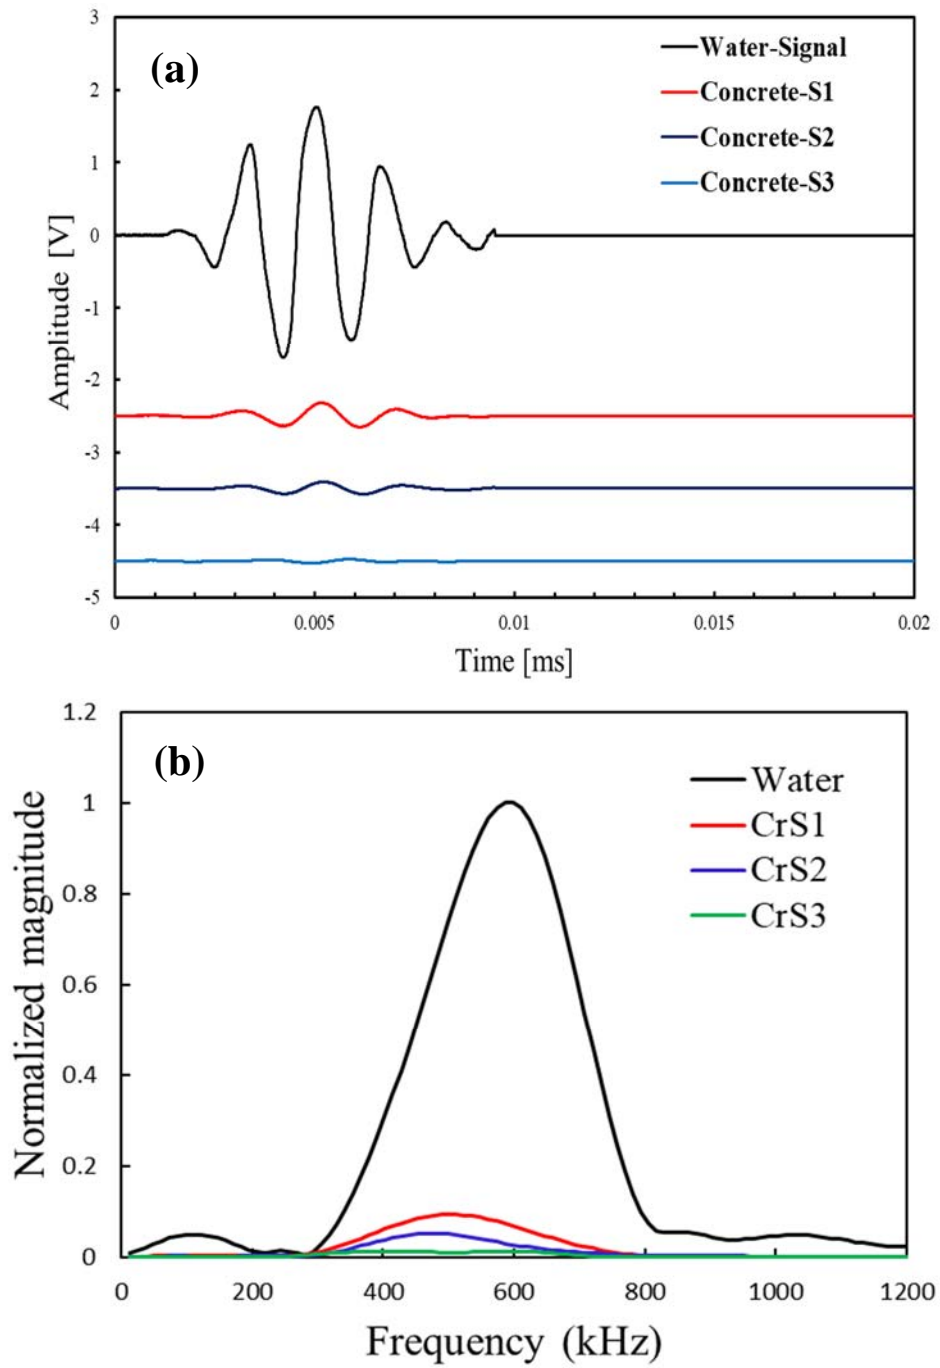 (a)
Water-Signal
Concrete-S1
Concrete-S2
Concrete-S3
3
2
1
0
-1
-2
-3
-4
-5
Amplitude [V]
0 0.005 0.01 0.015 0.02
Time [ms]
(b)
Water
CrS1
CrS2
CrS3
1.2
1
0.8
0.6
0.4
0.2
0
Normalized magnitude
0 200 400 600 800 1000 1200
Frequency (kHz)